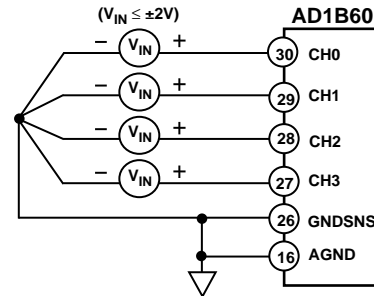 (VIN ≤ ±2V)
AD1B60
− VIN + 30 CH0
− VIN + 29 CH1
− VIN + 28 CH2
− VIN + 27 CH3
26 GNDSNS
16 AGND